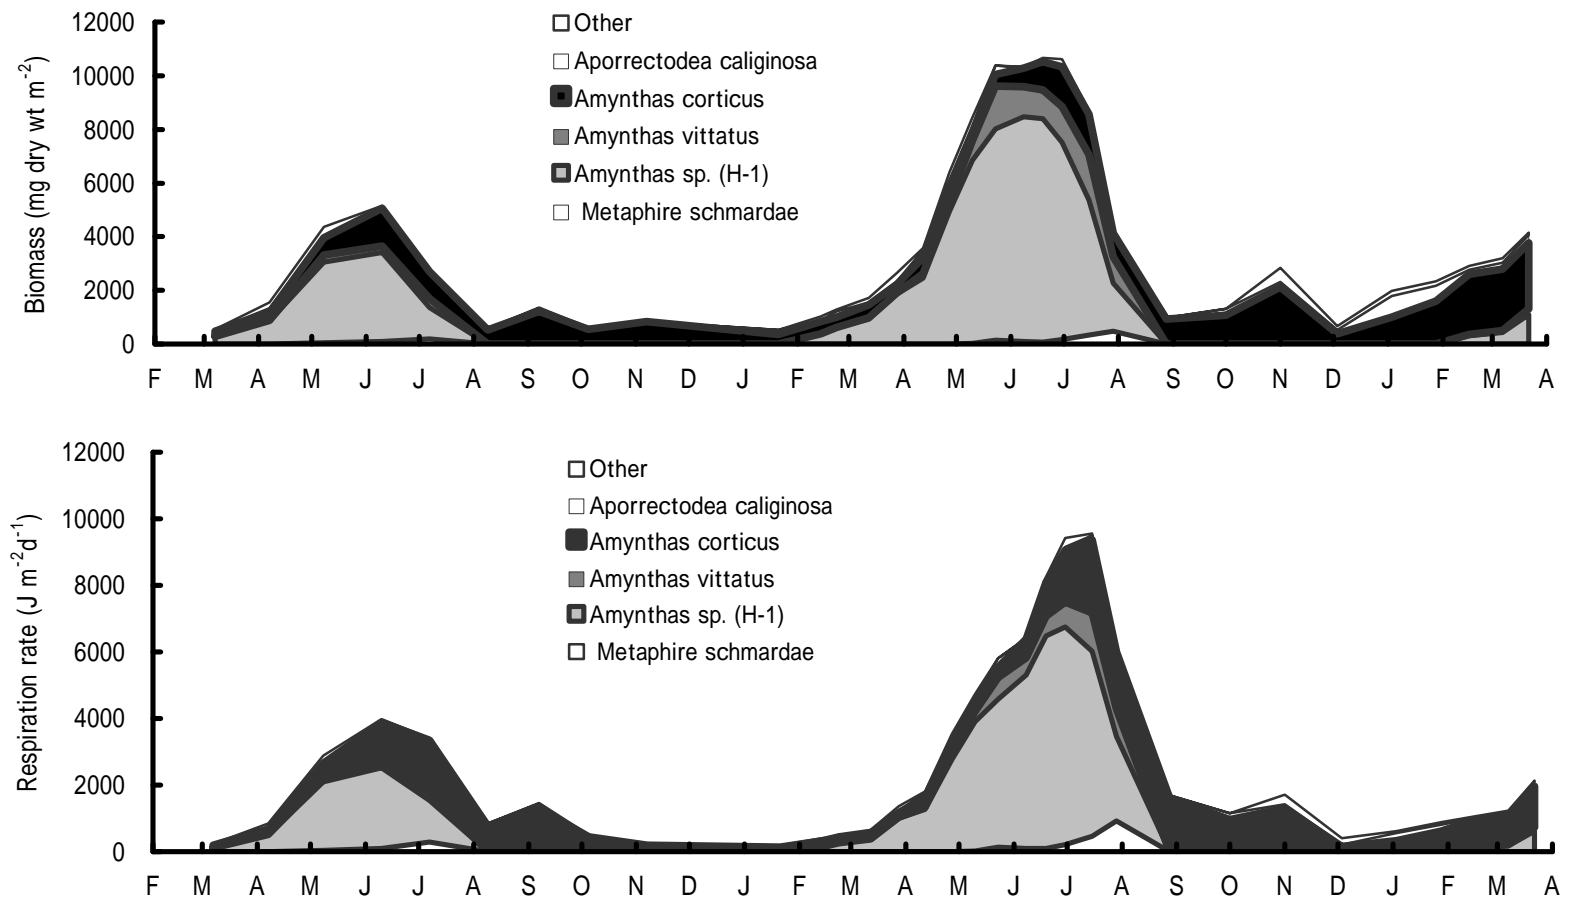 12000
10000
8000
6000
4000
2000
0
Biomass (mg dry wt m-2)
Other
Aporrectodea caliginosa
Amynthas corticus
Amynthas vittatus
Amynthas sp. (H-1)
Metaphire schmardae
F M A M J J A S O N D J F M A M J J A S O N D J F M A
12000
10000
8000
6000
4000
2000
0
Respiration rate (J m-2d-1)
Other
Aporrectodea caliginosa
Amynthas corticus
Amynthas vittatus
Amynthas sp. (H-1)
Metaphire schmardae
F M A M J J A S O N D J F M A M J J A S O N D J F M A